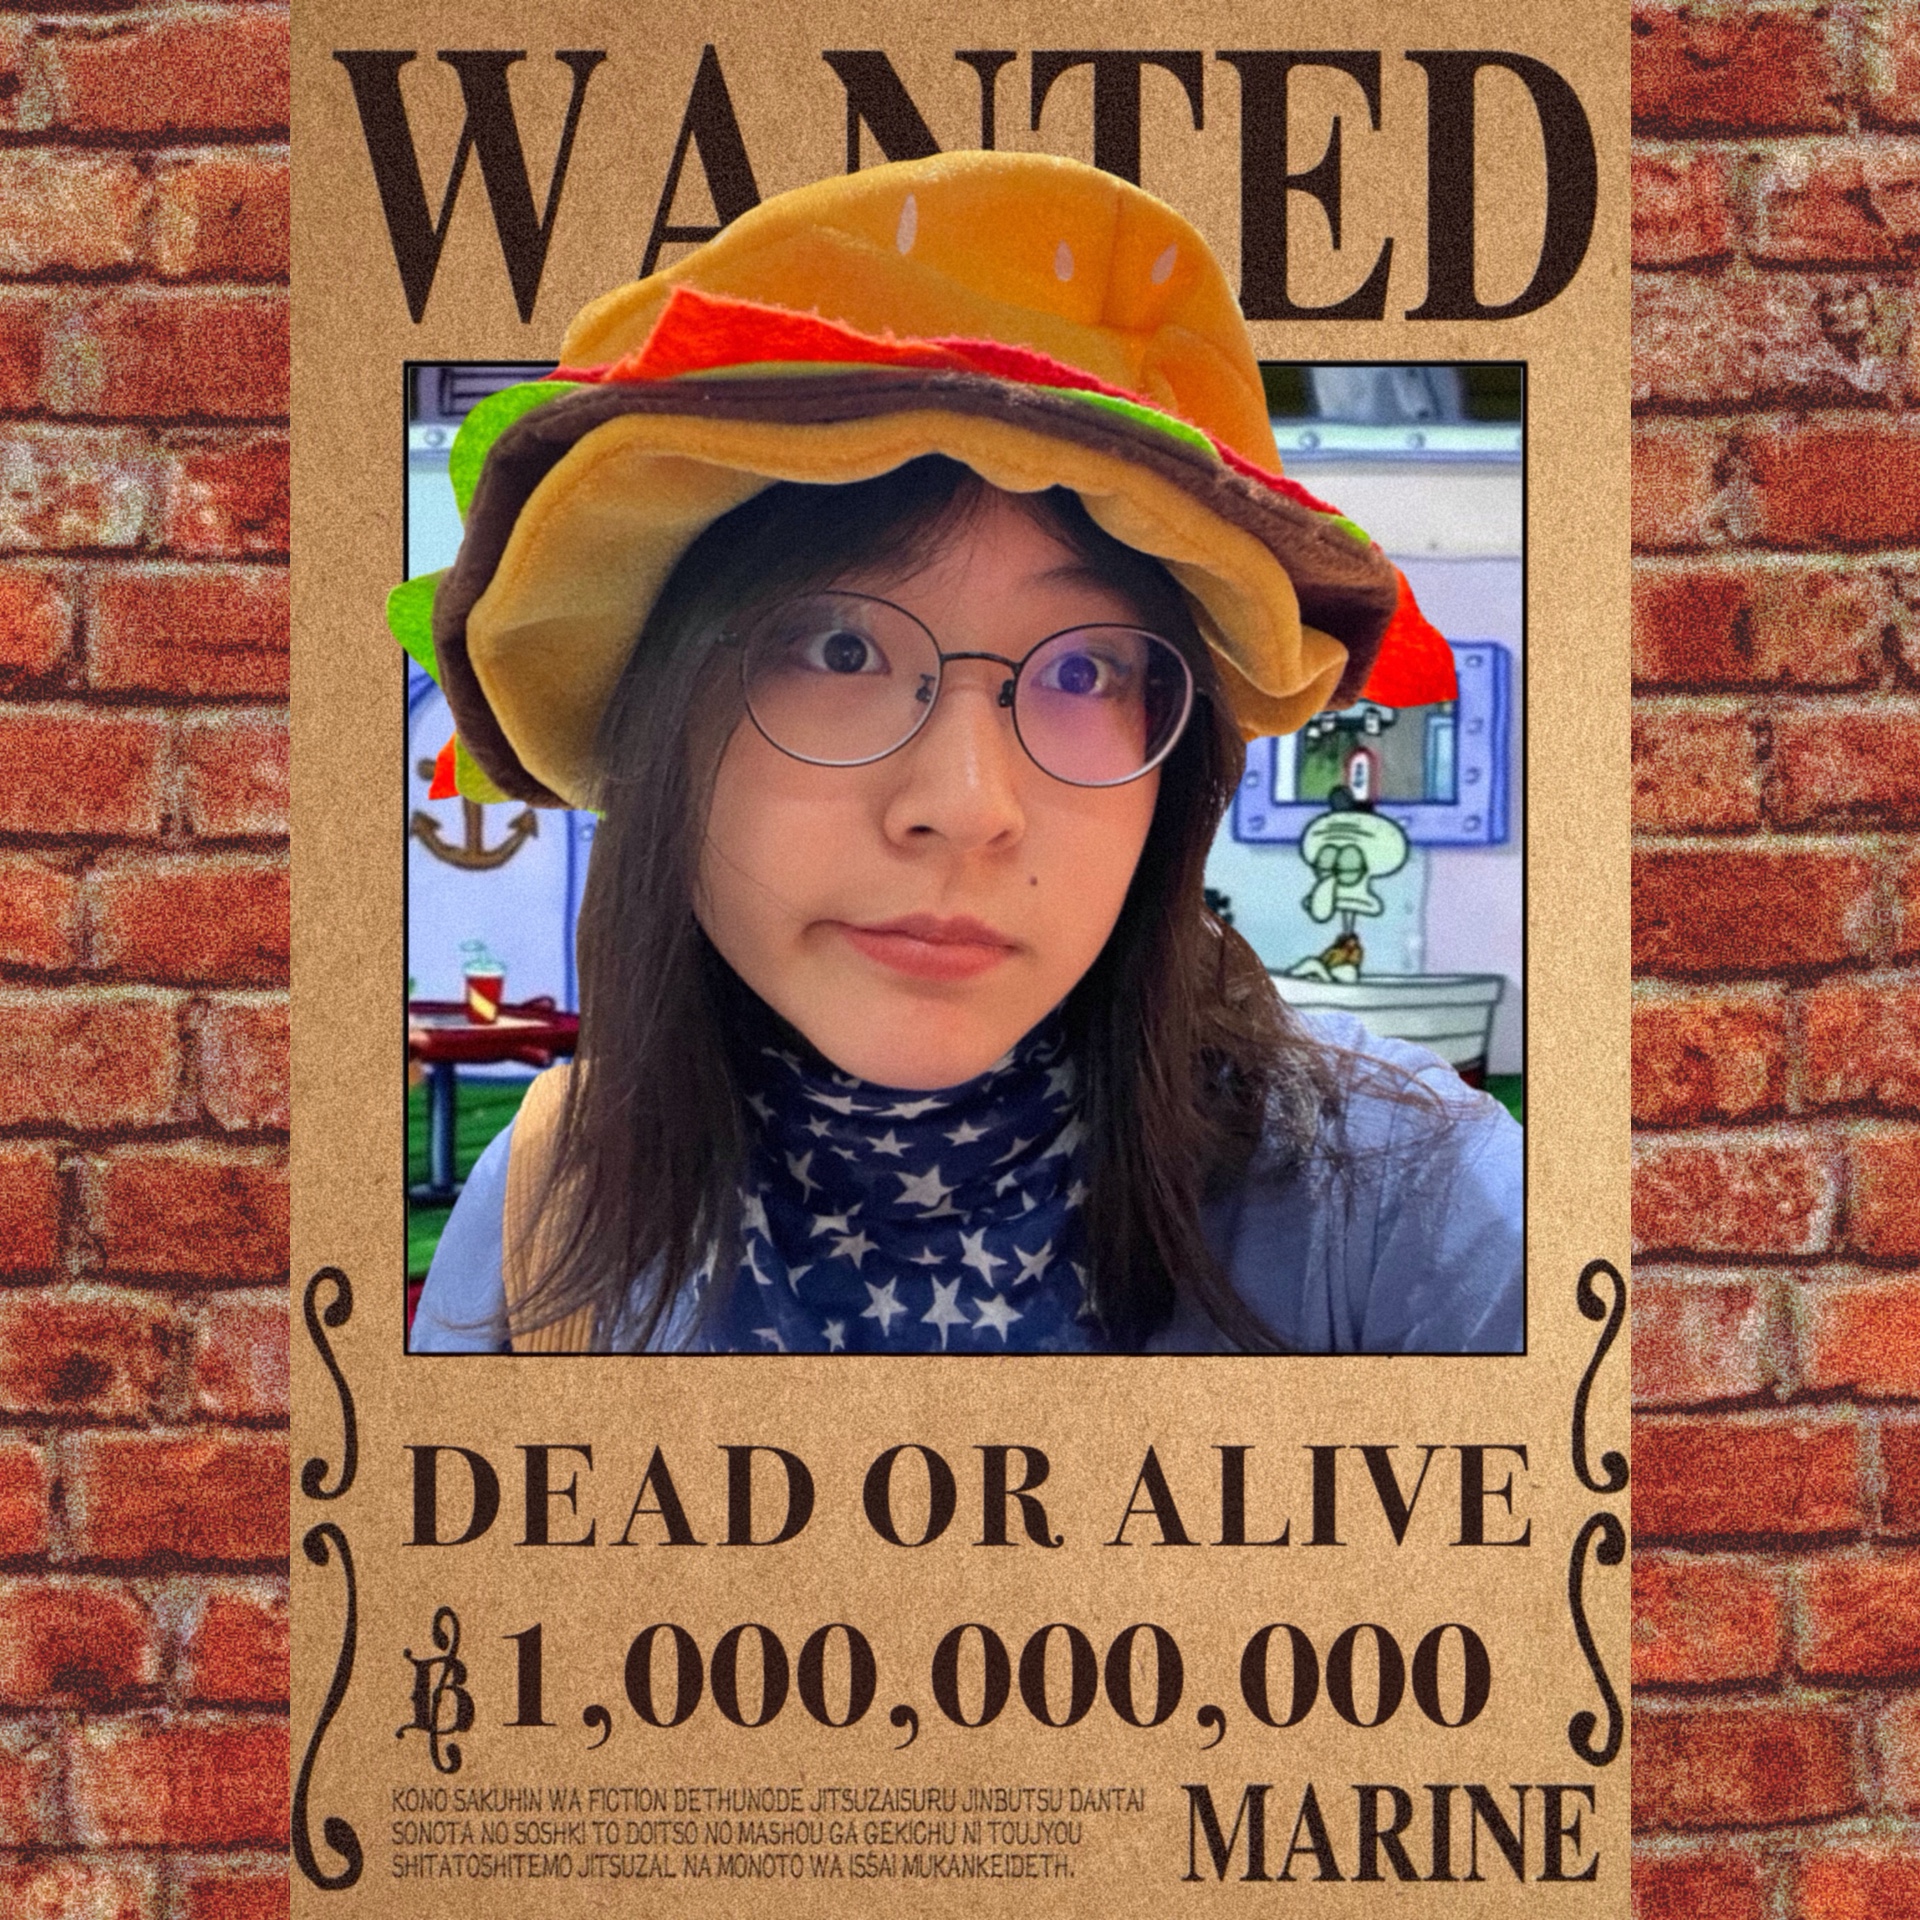 WANTED
DEAD OR ALIVE
฿1,000,000,000
KONO SAKUHIN WA FICTION DETHUNODE JITSUZAISURU JINBUTSU DANTAI
SONOTA NO SOSHKI TO DOITSO NO MASHOU GA GEKICHU NI TOUJYOU
SHITATOSHITEMO JITSUZAL NA MONOTO WA ISSAI MUKANKEIDETH.
MARINE